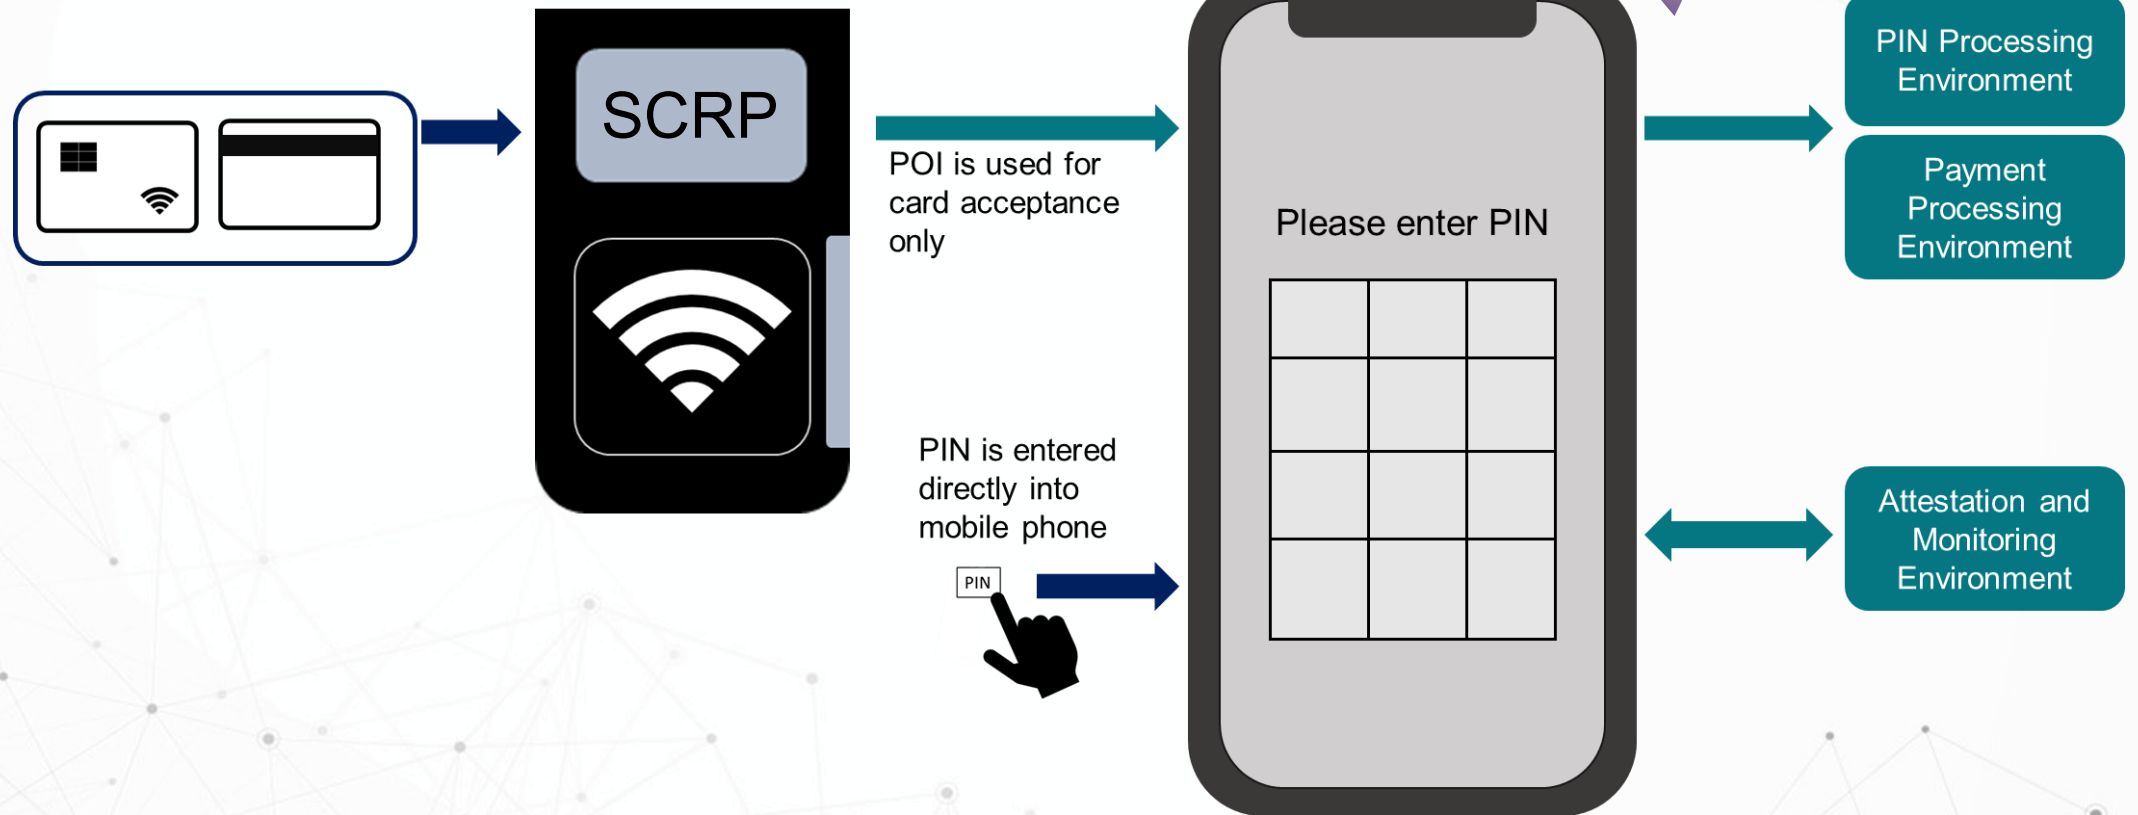 SCRP
POI is used for
card acceptance
only
PIN is entered
directly into
mobile phone
PIN
Please enter PIN
PIN Processing
Environment
Payment
Processing
Environment
Attestation and
Monitoring
Environment